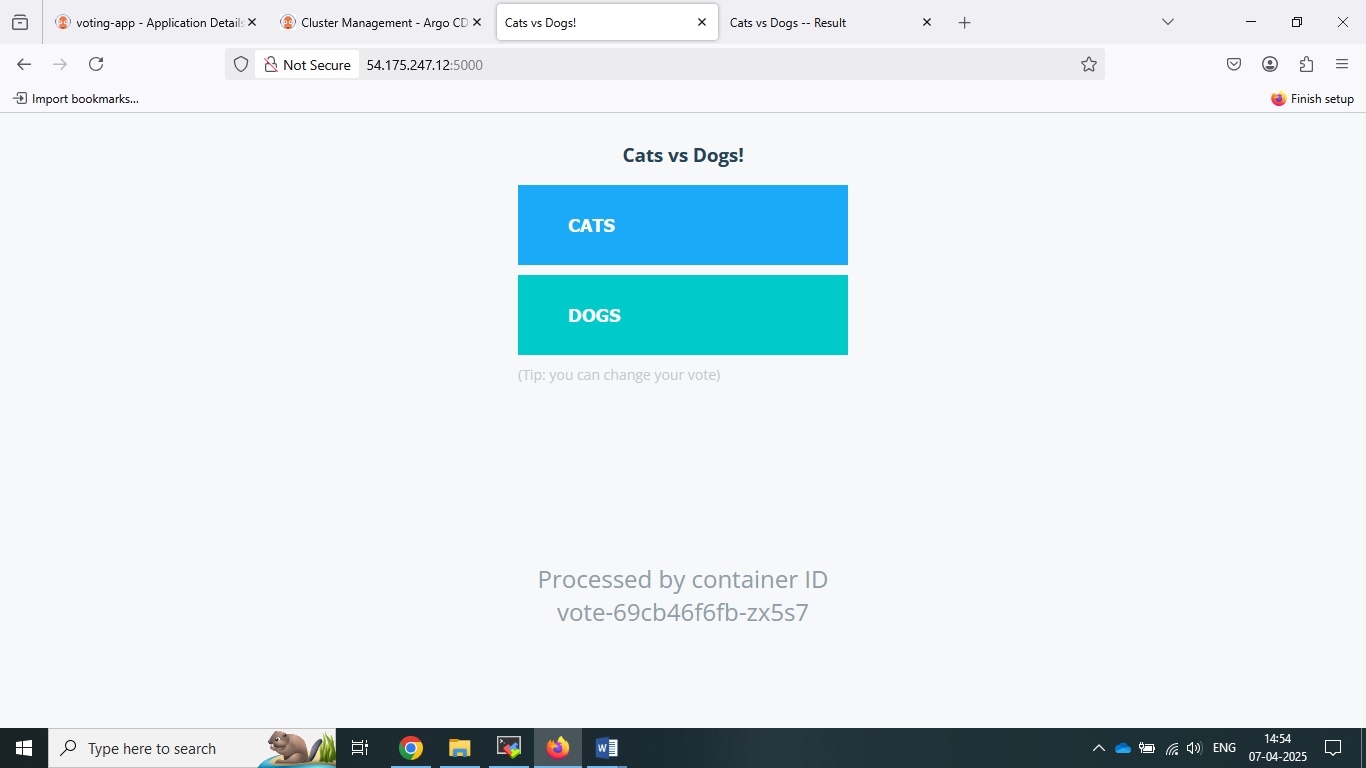 voting-app - Application Details
Cluster Management - Argo CD
Cats vs Dogs!
Cats vs Dogs -- Result
Not Secure
54.175.247.12:5000
Import bookmarks...
Finish setup
Cats vs Dogs!
CATS
DOGS
(Tip: you can change your vote)
Processed by container ID
vote-69cb46f6fb-zx5s7
Type here to search
W
ENG
14:54
07-04-2025